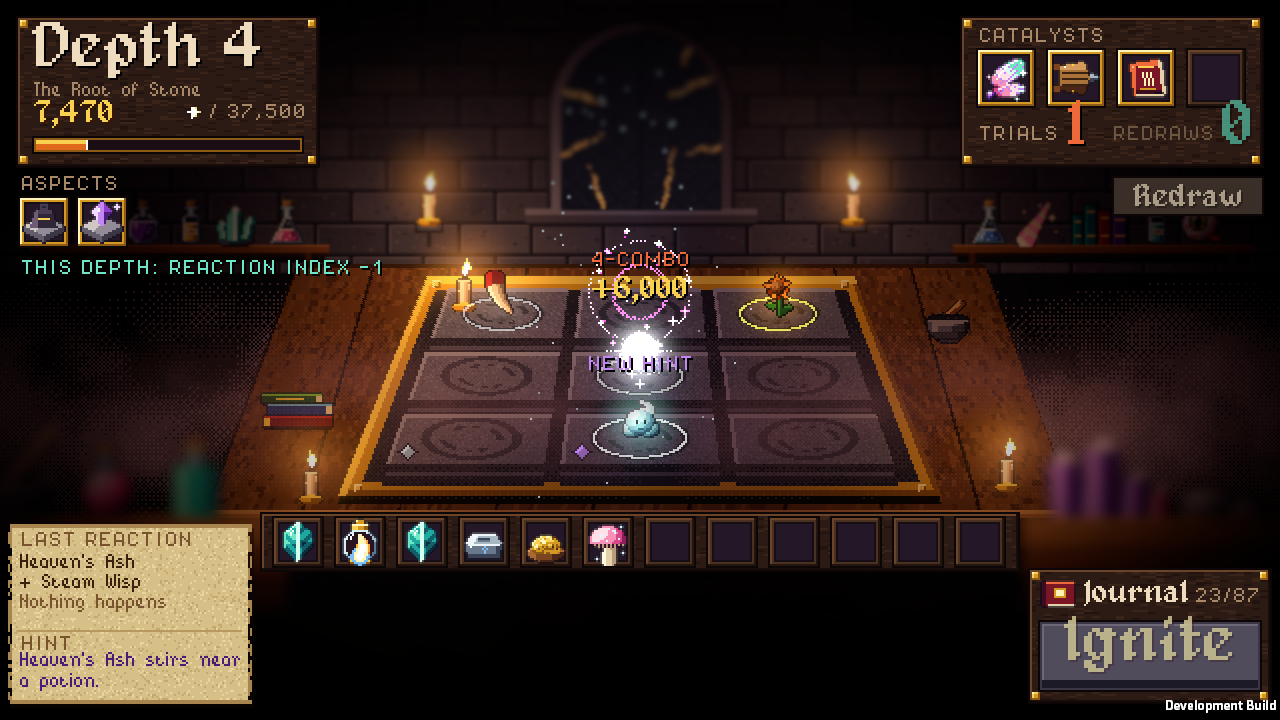 Depth 4
The Root of Stone
7,470
/ 37,500
ASPECTS
THIS DEPTH: REACTION INDEX -1
CATALYSTS
TRIALS 1
REDRAWS 0
Redraw
4-COMBO
+6,000
NEW HINT
LAST REACTION
Heaven's Ash
+ Steam Wisp
Nothing happens
HINT
Heaven's Ash stirs near
a potion.
Journal 23/87
Ignite
Development Build